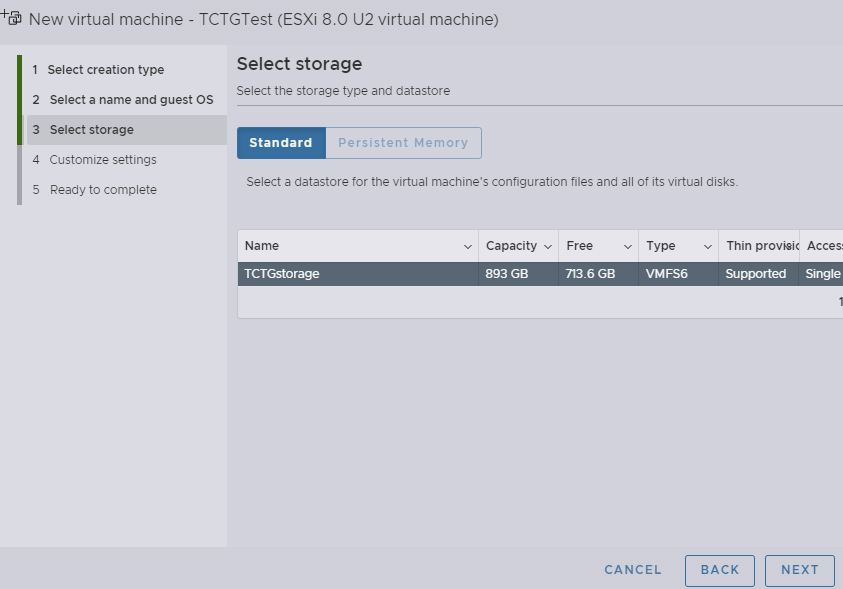 New virtual machine - TCTGTest (ESXi 8.0 U2 virtual machine)
1 Select creation type
2 Select a name and guest OS
3 Select storage
4 Customize settings
5 Ready to complete
Select storage
Select the storage type and datastore
Standard Persistent Memory
Select a datastore for the virtual machine's configuration files and all of its virtual disks.
Name Capacity Free Type Thin provisic Acces
TCTGstorage 893 GB 713.6 GB VMFS6 Supported Single
1
CANCEL BACK NEXT